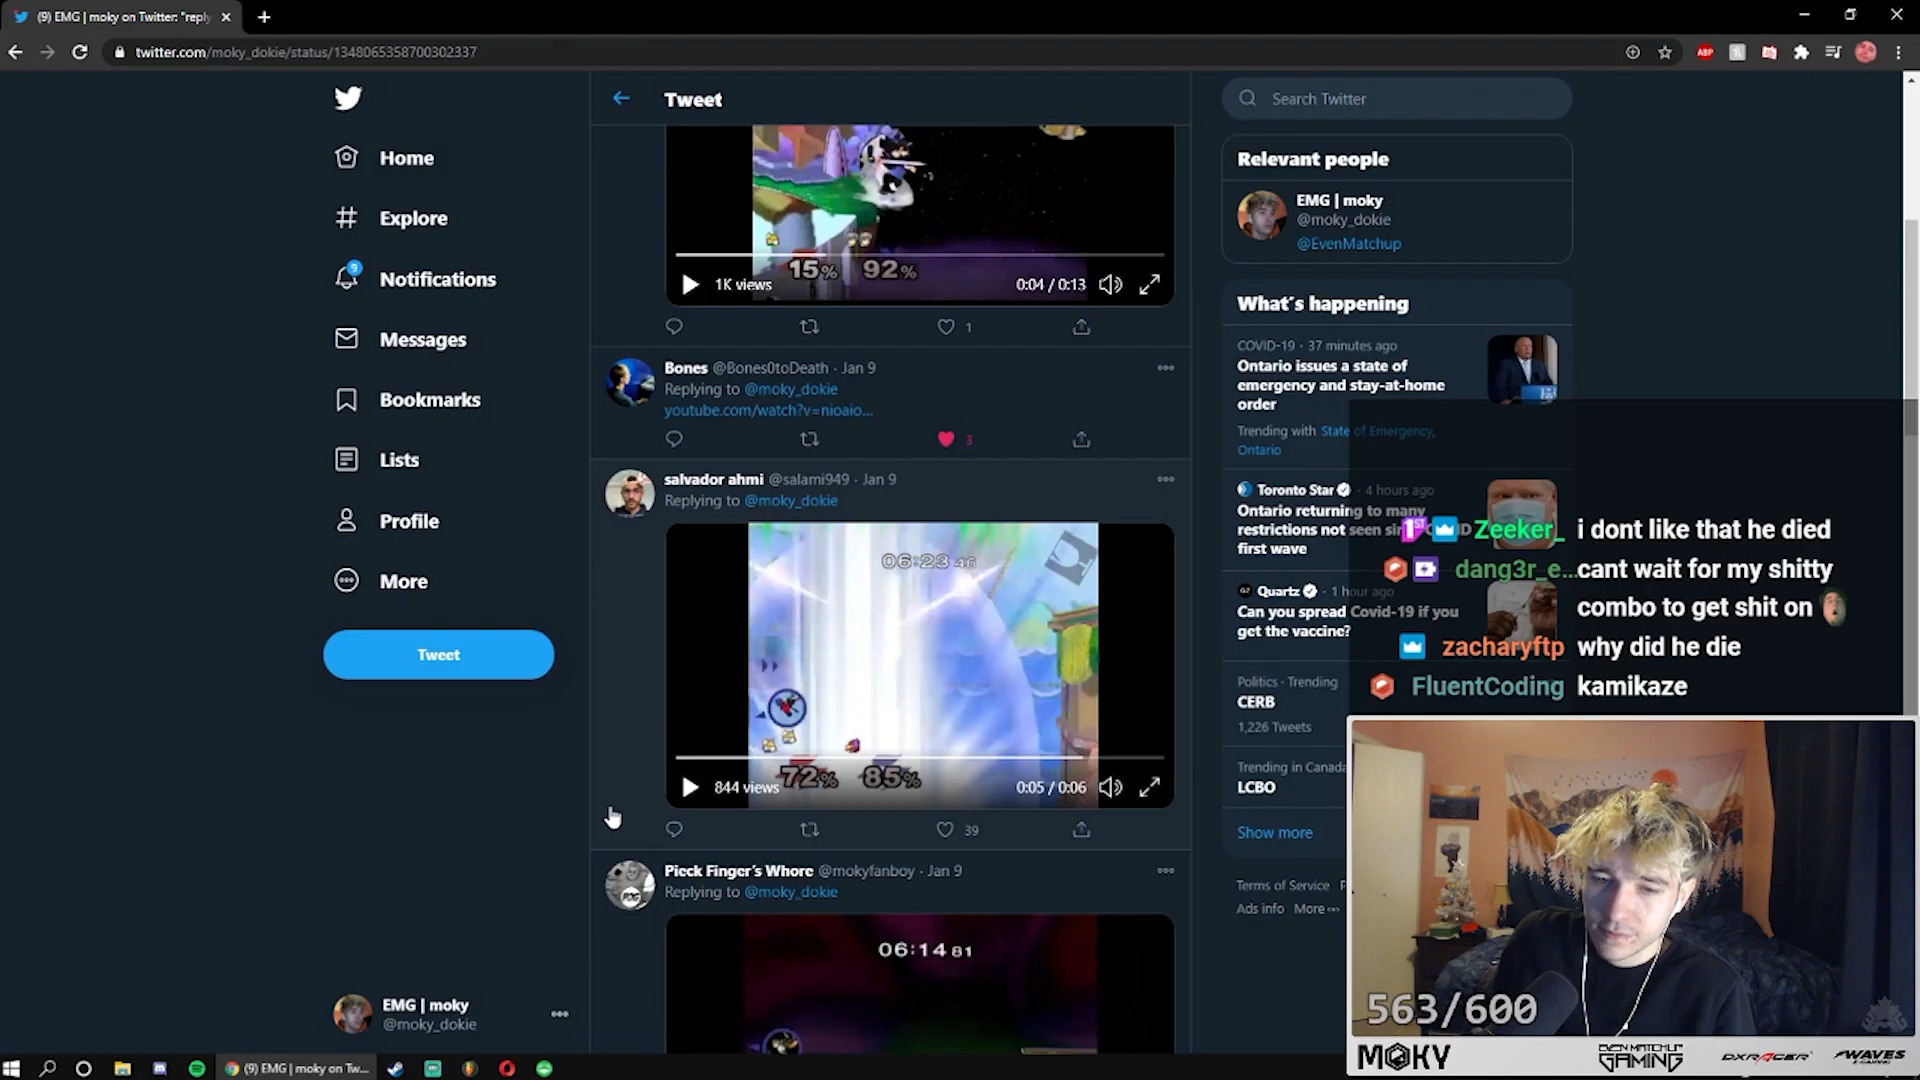 (9) EMG | moky on Twitter: "reply
twitter.com/moky_dokie/status/1348065358700302337
ABP
Home
Explore
9
Notifications
Messages
Bookmarks
Lists
Profile
More
Tweet
EMG | moky
@moky_dokie
Tweet
15% 92%
1K views
0:04 / 0:13
1
Bones @Bones0toDeath · Jan 9
Replying to @moky_dokie
youtube.com/watch?v=nioaio...
3
salvador ahmi @salami949 · Jan 9
Replying to @moky_dokie
06:23 46
72% 85%
844 views
0:05 / 0:06
39
Pieck Finger's Whore @mokyfanboy · Jan 9
Replying to @moky_dokie
06:14 81
Search Twitter
Relevant people
EMG | moky
@moky_dokie
@EvenMatchup
What's happening
COVID-19 · 37 minutes ago
Ontario issues a state of
emergency and stay-at-home
order
Trending with State of Emergency,
Ontario
Toronto Star · 4 hours ago
Ontario returning to many
restrictions not seen
first wave
Quartz · 1 hour ago
Can you spread Covid-19 if you
get the vaccine?
Politics · Trending
CERB
1,226 Tweets
Trending in Canada
LCBO
Show more
Terms of Service
Ads info More
1ST Zeeker_ i dont like that he died
dang3r_e... cant wait for my shitty
combo to get shit on
zacharyftp why did he die
FluentCoding kamikaze
563/600
MOKY
EVEN MATCHUP
GAMING
DXRACER
WAVES
(9) EMG | moky on Tw...